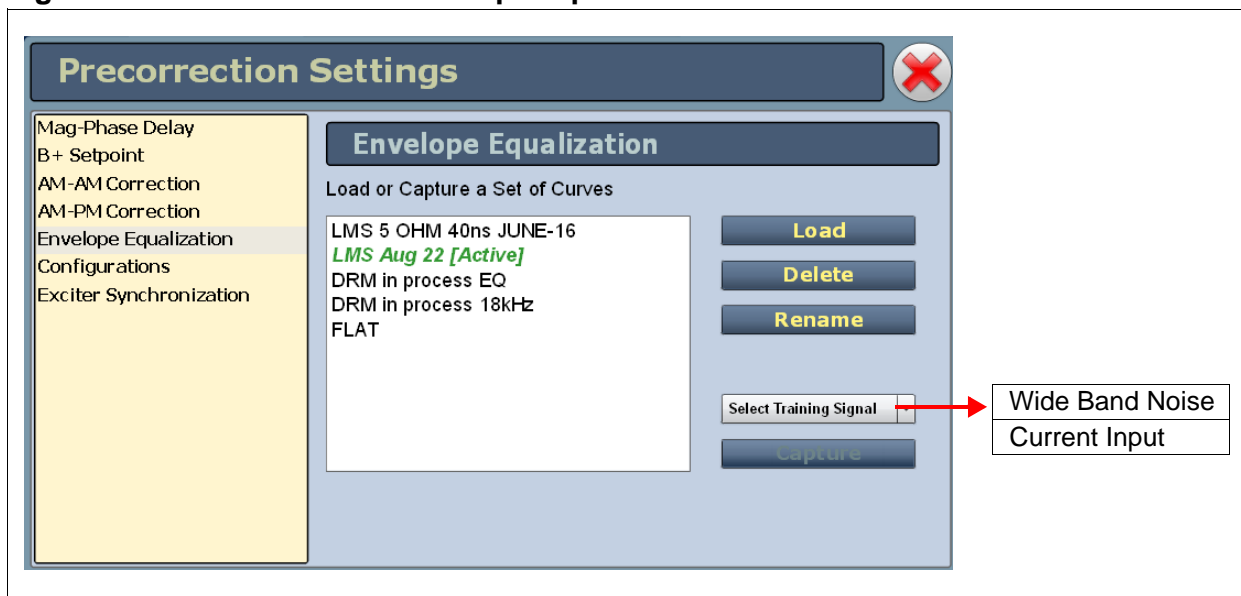 Precorrection Settings
Mag-Phase Delay
B+ Setpoint
AM-AM Correction
AM-PM Correction
Envelope Equalization
Configurations
Exciter Synchronization
Envelope Equalization
Load or Capture a Set of Curves
LMS 5 OHM 40ns JUNE-16
LMS Aug 22 [Active]
DRM in process EQ
DRM in process 18kHz
FLAT
Load
Delete
Rename
Select Training Signal
Capture
Wide Band Noise
Current Input